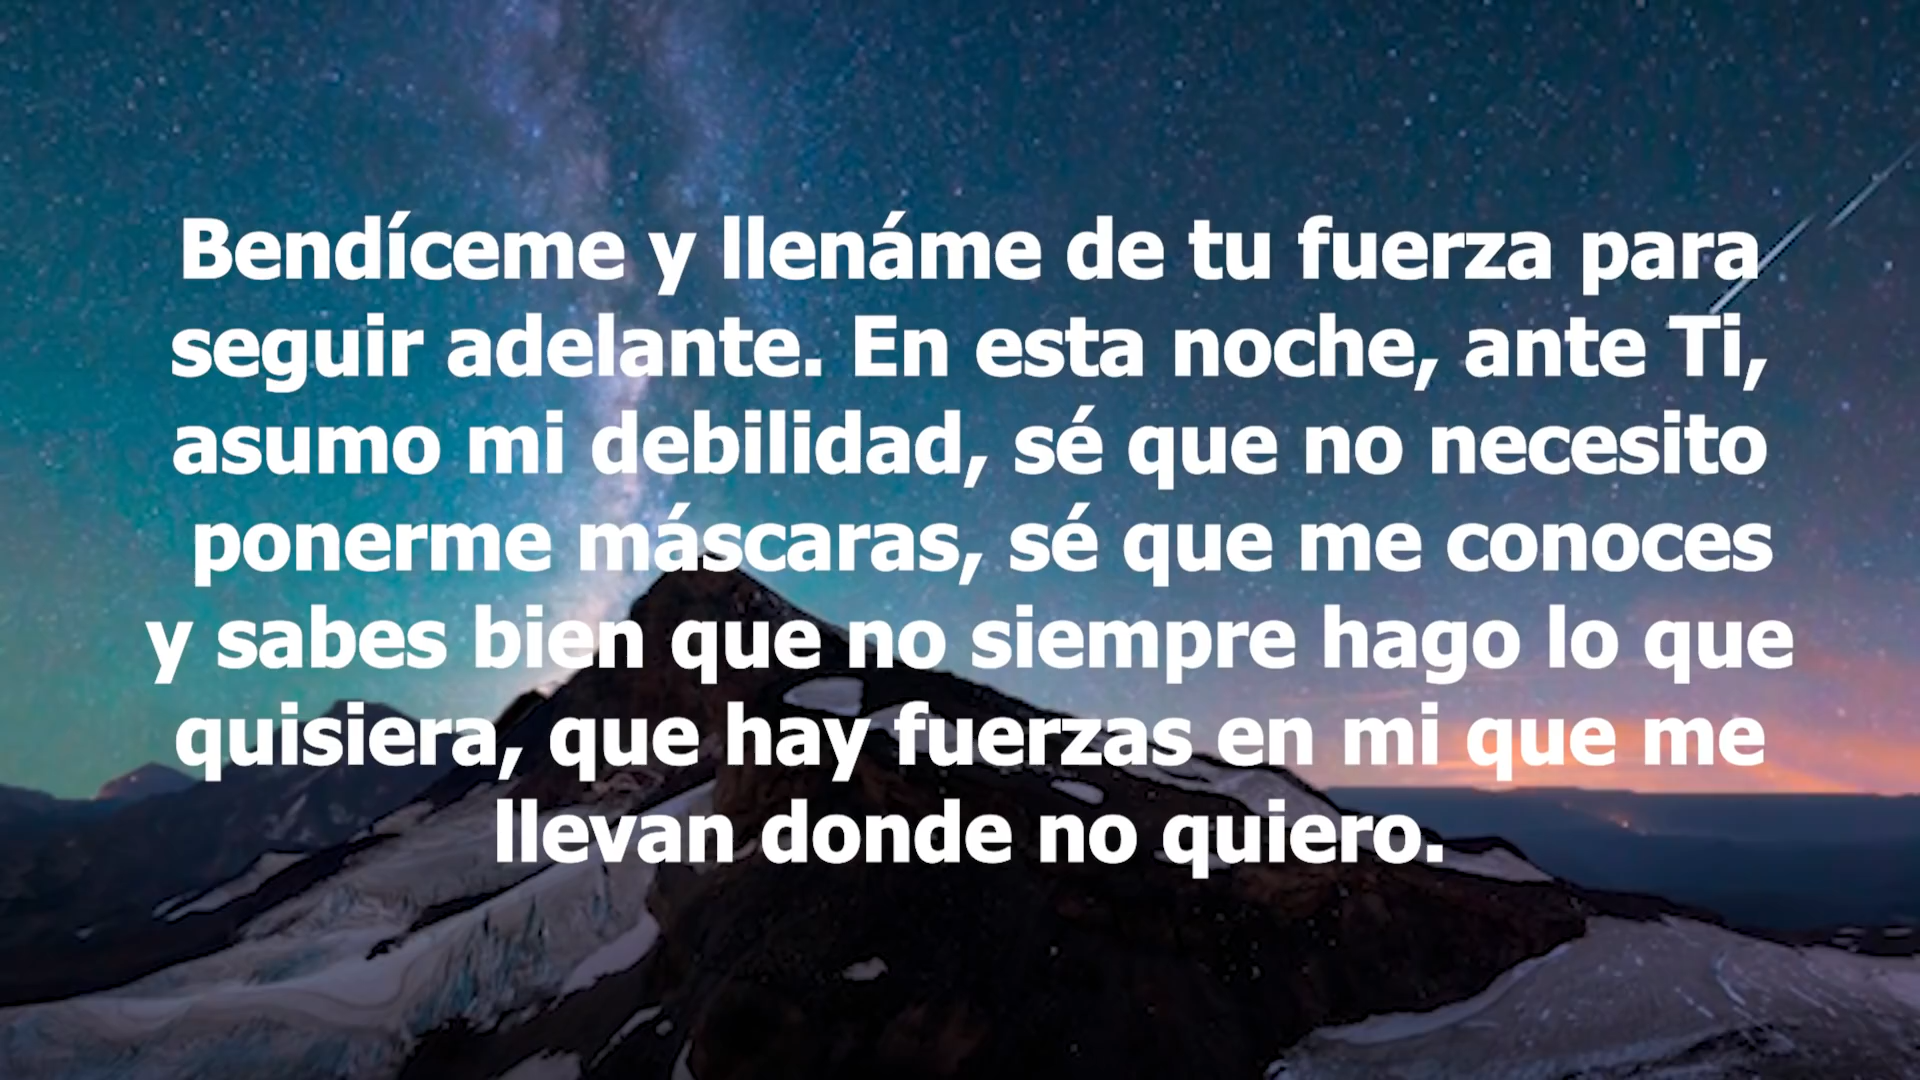 Bendíceme y llenáme de tu fuerza para
seguir adelante. En esta noche, ante Ti,
asumo mi debilidad, sé que no necesito
ponerme máscaras, sé que me conoces
y sabes bien que no siempre hago lo que
quisiera, que hay fuerzas en mi que me
llevan donde no quiero.